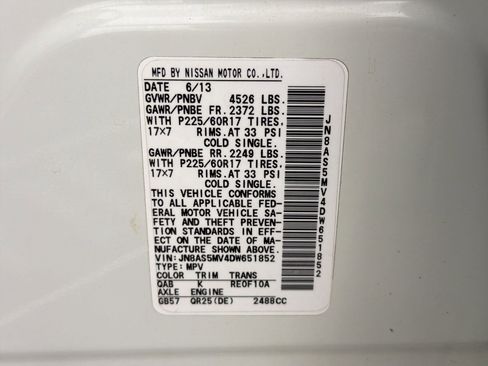 MFD BY NISSAN MOTOR CO.,LTD.
DATE 6/13
GVWR/PNBV 4526 LBS.
GAWR/PNBE FR. 2372 LBS.
WITH P225/60R17 TIRES.
17×7 RIMS.AT 33 PSI
COLD SINGLE.
GAWR/PNBE RR. 2249 LBS.
WITH P225/60R17 TIRES.
17×7 RIMS.AT 33 PSI
COLD SINGLE.
THIS VEHICLE CONFORMS
TO ALL APPLICABLE FED-
ERAL MOTOR VEHICLE SA-
FETY AND THEFT PREV-
ENTION STANDARDS IN EFF-
ECT ON THE DATE OF MA-
NUFACTURE SHOWN ABOVE.
VIN: JN8AS5MV4DW651852
TYPE: MPV
COLOR TRIM TRANS
QAB K RE0F10A
AXLE ENGINE
GB57 QR25(DE) 2488CC
JN8AS5MV4DW651852